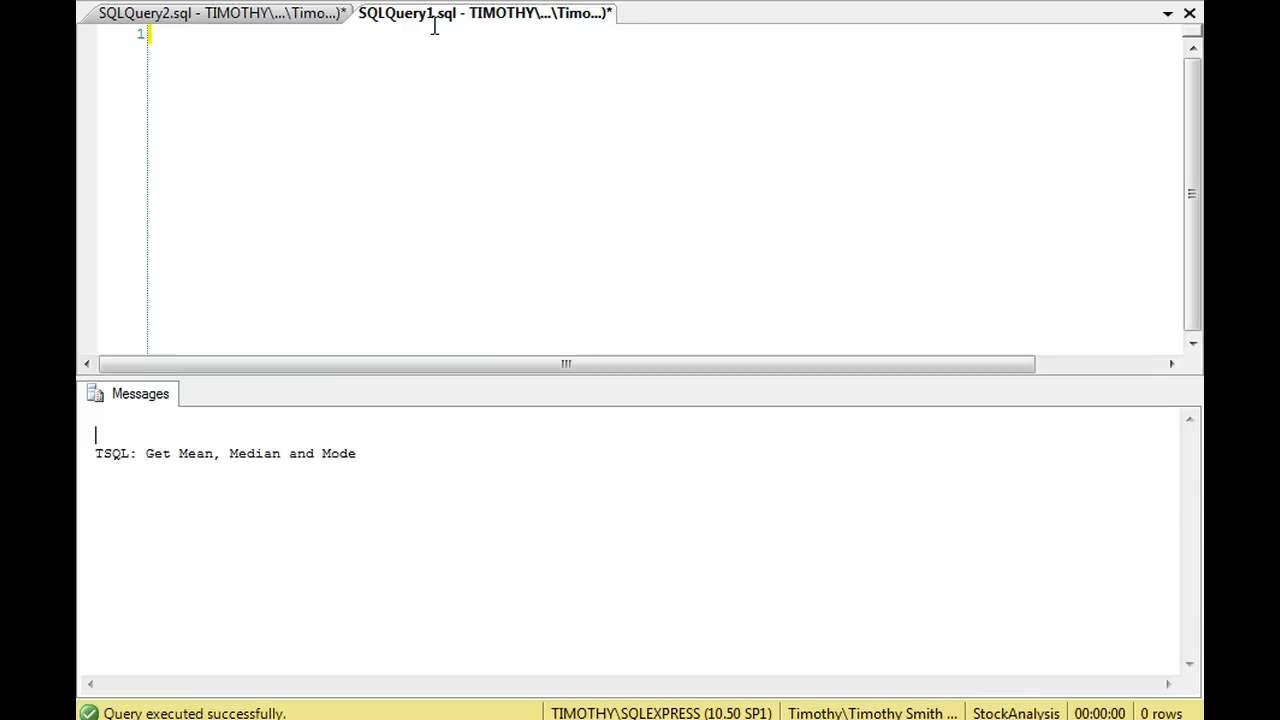 SQLQuery2.sql - TIMOTHY\...\Timo...)* SQLQuery1.sql - TIMOTHY\...\Timo...)*
1
Messages
TSQL: Get Mean, Median and Mode
Query executed successfully. TIMOTHY\SQLEXPRESS (10.50 SP1) Timothy\Timothy Smith ... StockAnalysis 00:00:00 0 rows